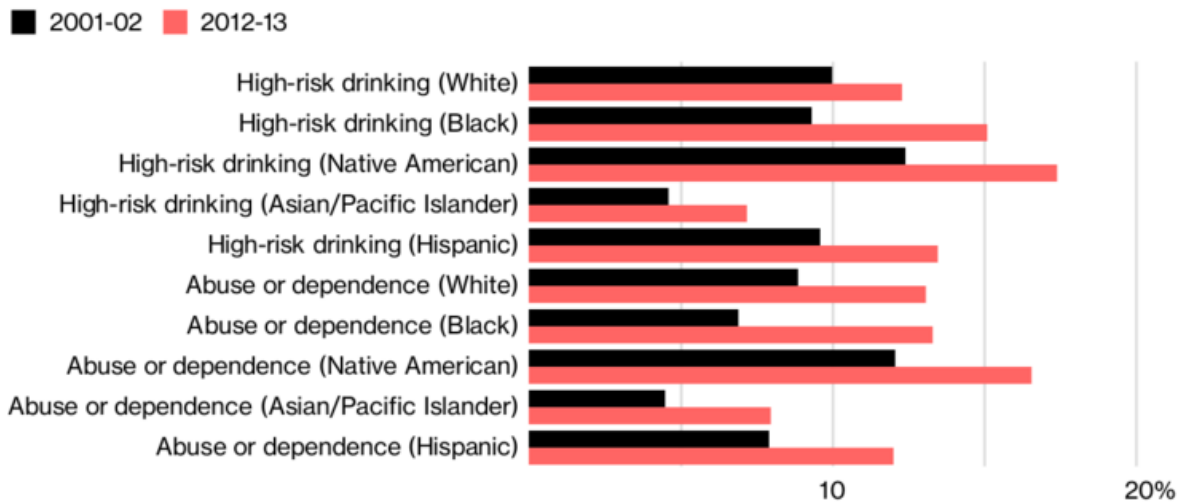 2001-02 2012-13
High-risk drinking (White)
High-risk drinking (Black)
High-risk drinking (Native American)
High-risk drinking (Asian/Pacific Islander)
High-risk drinking (Hispanic)
Abuse or dependence (White)
Abuse or dependence (Black)
Abuse or dependence (Native American)
Abuse or dependence (Asian/Pacific Islander)
Abuse or dependence (Hispanic)
10 20%